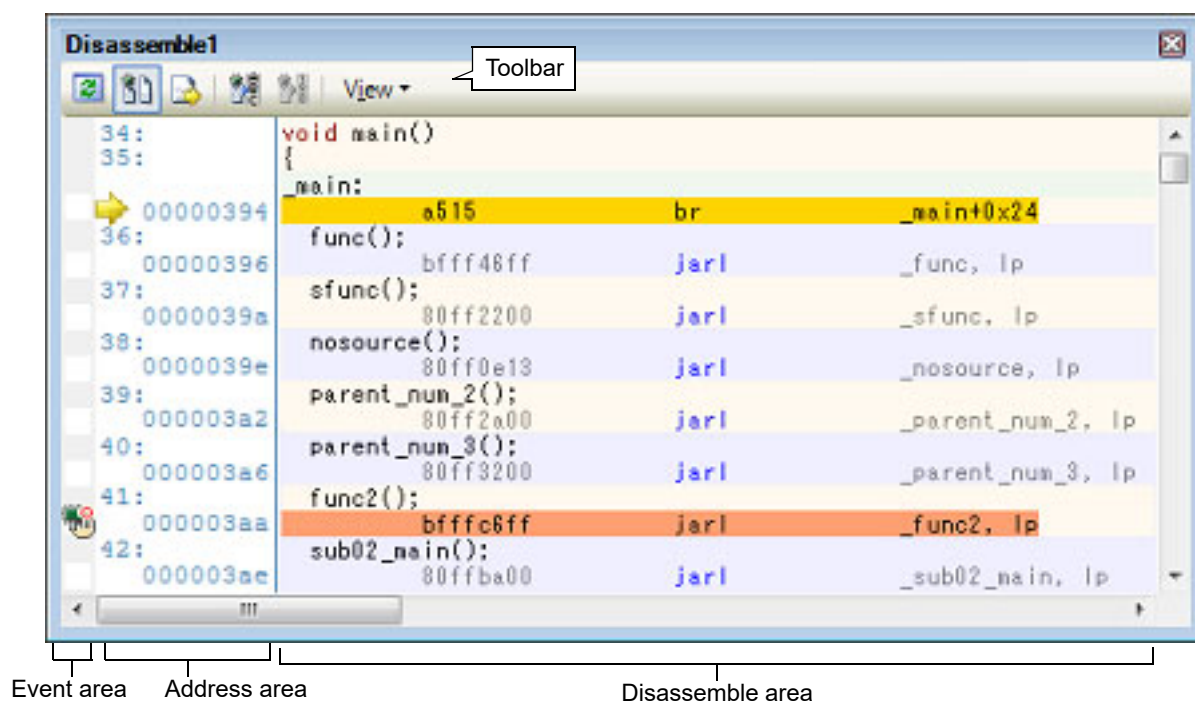 Disassemble1
View
Toolbar
34: void main()
35: {
_main:
00000394 a515 br _main+0x24
36: func();
00000396 bfff46ff jarl _func, lp
37: sfunc();
0000039a 80ff2200 jarl _sfunc, lp
38: nosource();
0000039e 80ff0e13 jarl _nosource, lp
39: parent_num_2();
000003a2 80ff2a00 jarl _parent_num_2, lp
40: parent_num_3();
000003a6 80ff3200 jarl _parent_num_3, lp
41: func2();
000003aa bfffc6ff jarl _func2, lp
42: sub02_main();
000003ae 80ffba00 jarl _sub02_main, lp
Event area Address area Disassemble area